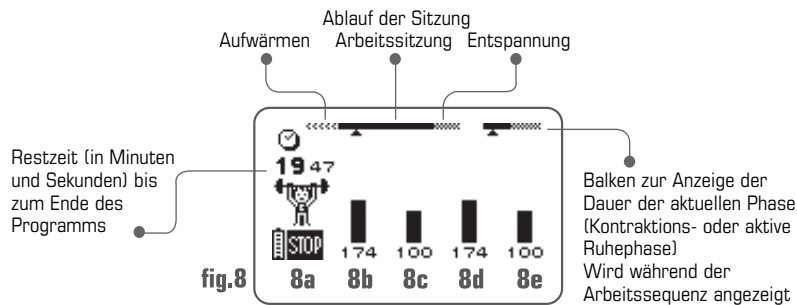 Ablauf der Sitzung
Aufwärmen Arbeitssitzung Entspannung
Restzeit (in Minuten
und Sekunden) bis
zum Ende des
Programms
19 47
STOP
174 100 174 100
fig.8 8a 8b 8c 8d 8e
Balken zur Anzeige der
Dauer der aktuellen Phase
(Kontraktions- oder aktive
Ruhephase)
Wird während der
Arbeitssequenz angezeigt